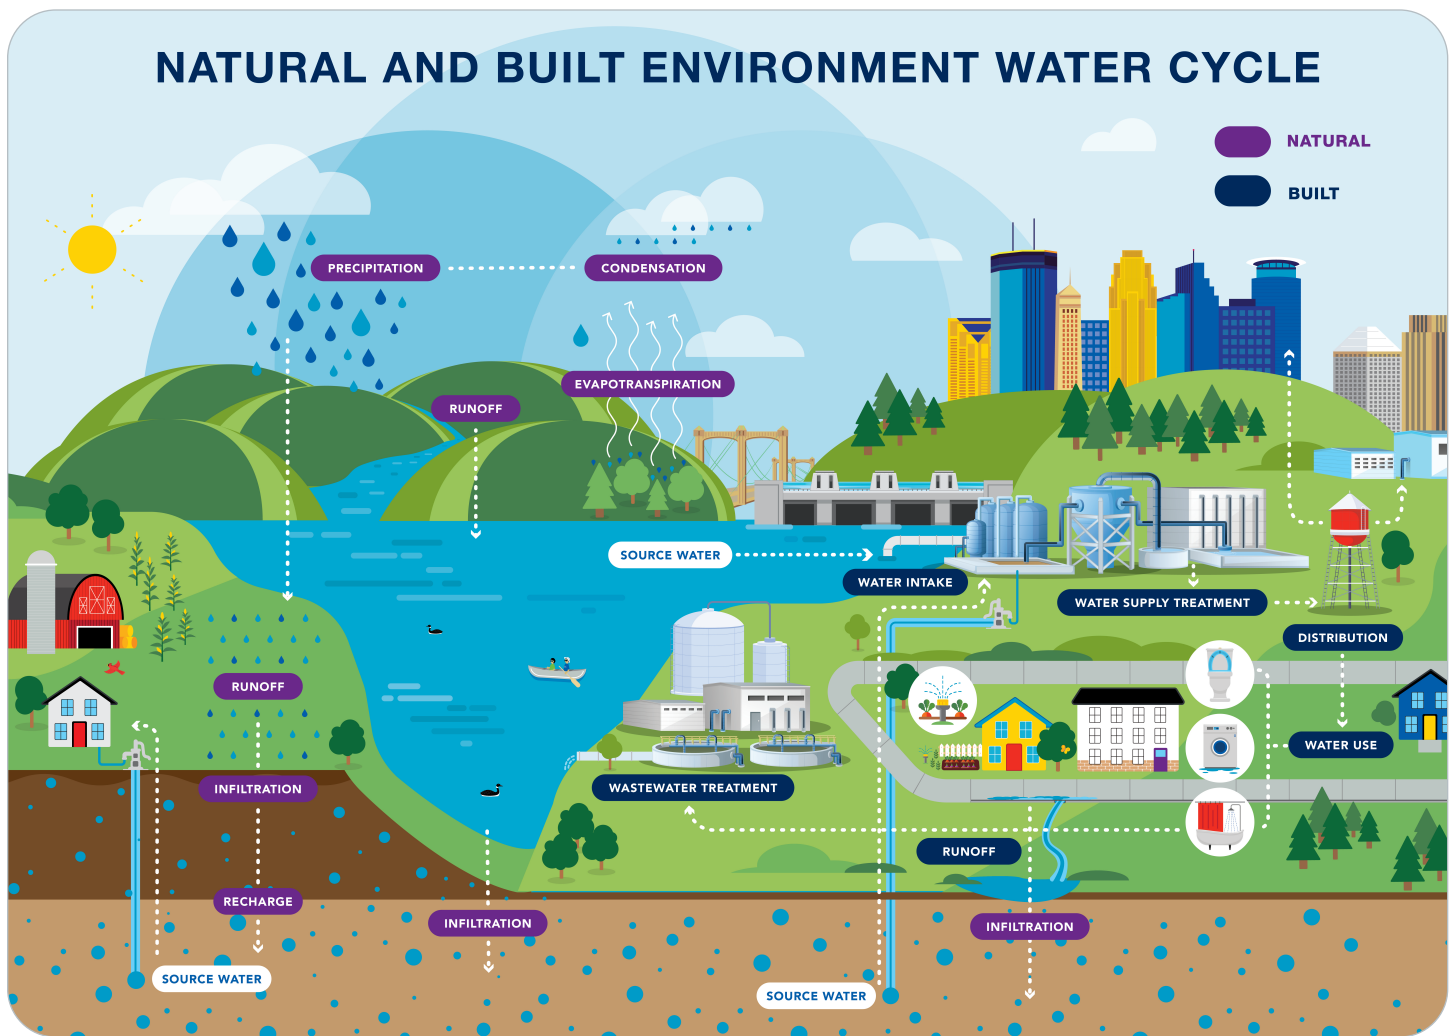 NATURAL AND BUILT ENVIRONMENT WATER CYCLE
NATURAL
BUILT
PRECIPITATION
CONDENSATION
EVAPOTRANSPIRATION
RUNOFF
SOURCE WATER
WATER INTAKE
WATER SUPPLY TREATMENT
DISTRIBUTION
RUNOFF
WATER USE
INFILTRATION
WASTEWATER TREATMENT
RUNOFF
RECHARGE
INFILTRATION
INFILTRATION
SOURCE WATER
SOURCE WATER